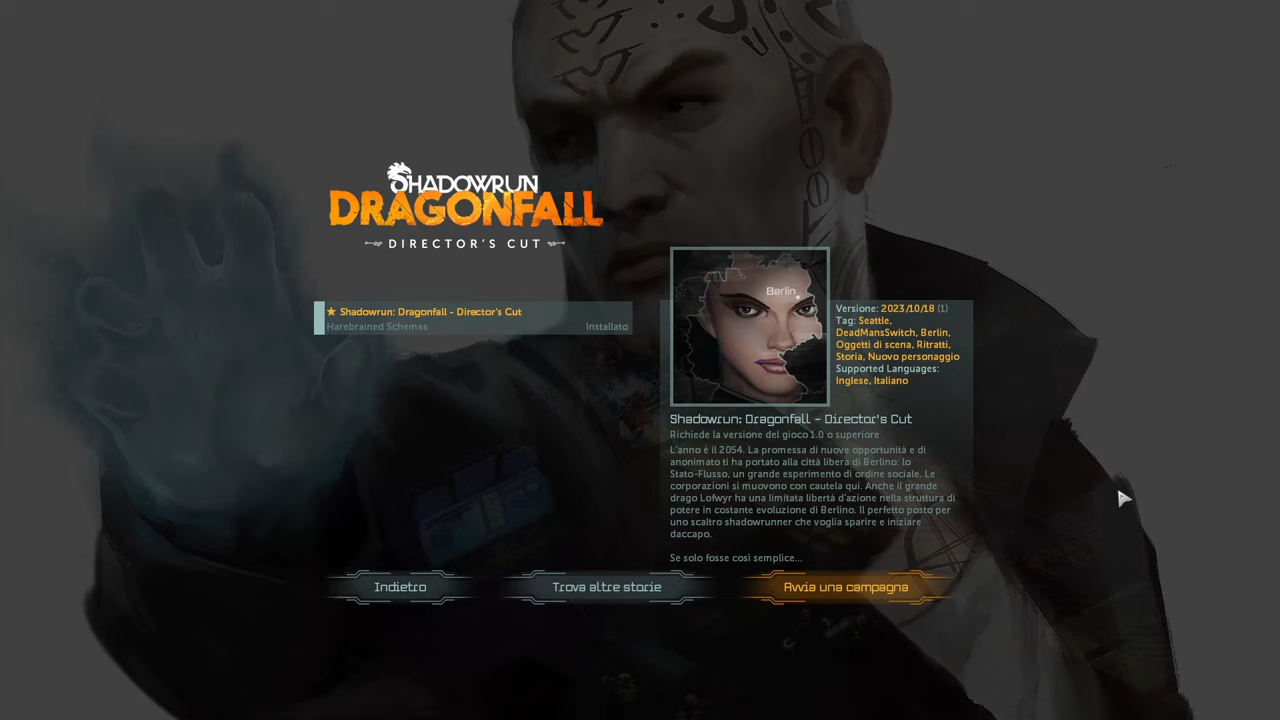 SHADOWRUN
DRAGONFALL
DIRECTOR'S CUT
Shadowrun: Dragonfall - Director's Cut
Harebrained Schemes Installato
Berlin
Versione: 2023/10/18 (1)
Tag: Seattle,
DeadMansSwitch, Berlin,
Oggetti di scena, Ritratti,
Storia, Nuovo personaggio
Supported Languages:
Inglese, Italiano
Shadowrun: Dragonfall - Director's Cut
Richiede la versione del gioco 1.0 o superiore
L'anno è il 2054. La promessa di nuove opportunità e di
anonimato ti ha portato alla città libera di Berlino: lo
Stato-Flusso, un grande esperimento di ordine sociale. Le
corporazioni si muovono con cautela qui. Anche il grande
drago Lofwyr ha una limitata libertà d'azione nella struttura di
potere in costante evoluzione di Berlino. Il perfetto posto per
uno scaltro shadowrunner che voglia sparire e iniziare
daccapo.
Se solo fosse così semplice...
Indietro
Trova altre storie
Avvia una campagna